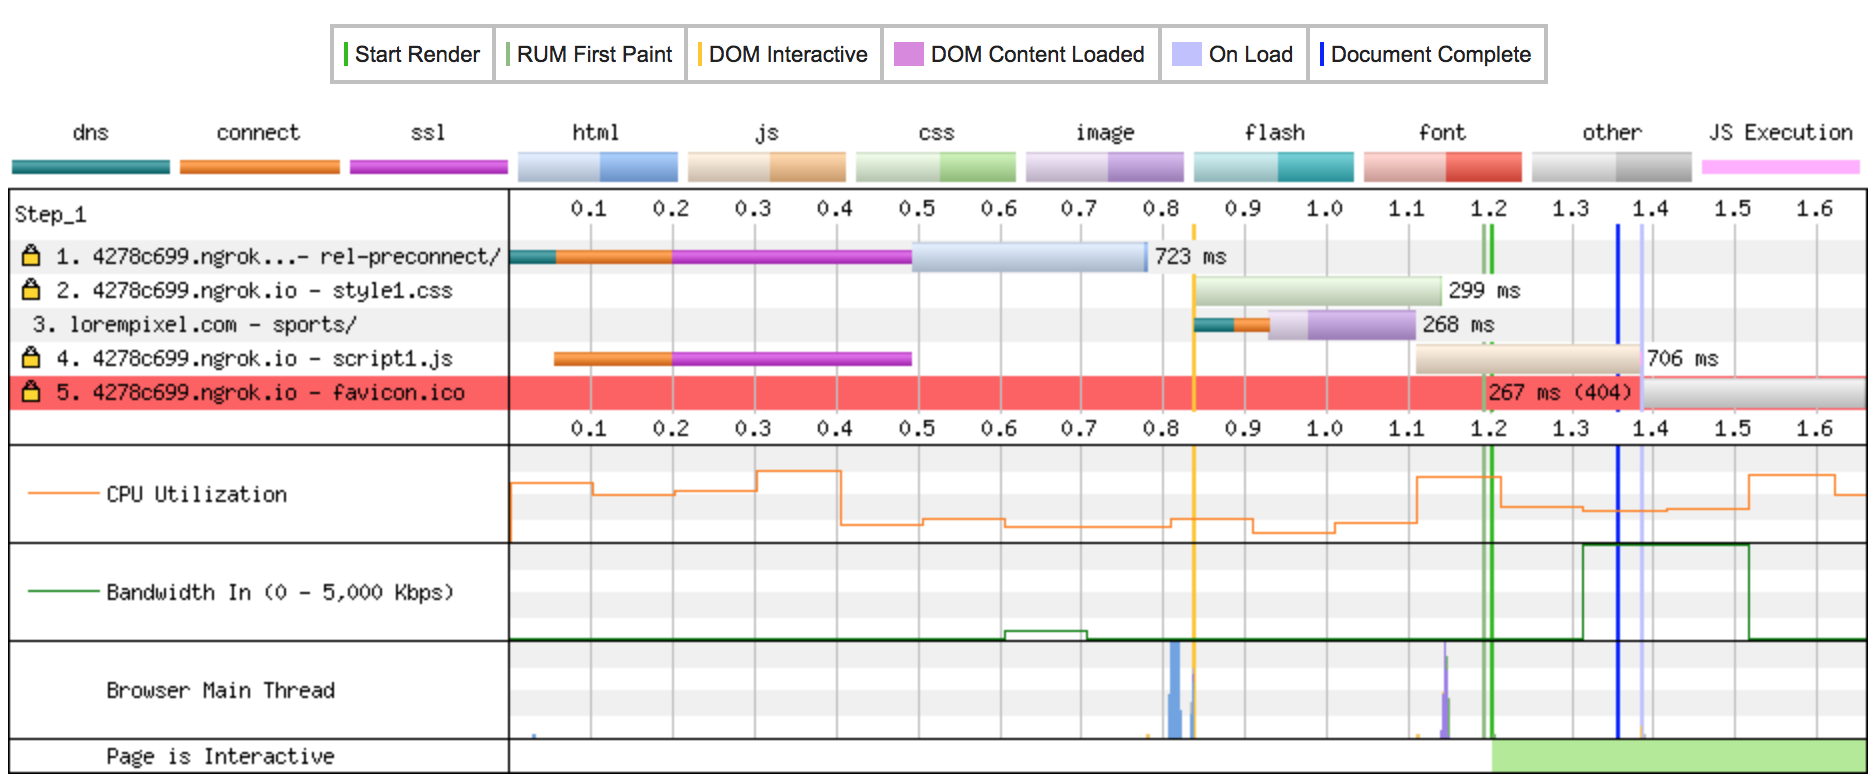 Start Render RUM First Paint DOM Interactive DOM Content Loaded On Load Document Complete
dns connect ssl html js css image flash font other JS Execution
Step_1 0.1 0.2 0.3 0.4 0.5 0.6 0.7 0.8 0.9 1.0 1.1 1.2 1.3 1.4 1.5 1.6
1. 4278c699.ngrok...- rel-preconnect/ 723 ms
2. 4278c699.ngrok.io - style1.css 299 ms
3. lorempixel.com - sports/ 268 ms
4. 4278c699.ngrok.io - script1.js 706 ms
5. 4278c699.ngrok.io - favicon.ico 267 ms (404)
0.1 0.2 0.3 0.4 0.5 0.6 0.7 0.8 0.9 1.0 1.1 1.2 1.3 1.4 1.5 1.6
CPU Utilization
Bandwidth In (0 - 5,000 Kbps)
Browser Main Thread
Page is Interactive